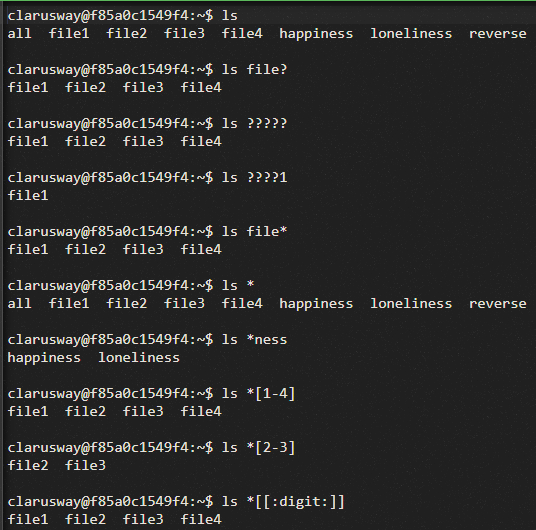 clarusway@f85a0c1549f4:~$ ls
all  file1  file2  file3  file4  happiness  loneliness  reverse
clarusway@f85a0c1549f4:~$ ls file?
file1  file2  file3  file4
clarusway@f85a0c1549f4:~$ ls ?????
file1  file2  file3  file4
clarusway@f85a0c1549f4:~$ ls ????1
file1
clarusway@f85a0c1549f4:~$ ls file*
file1  file2  file3  file4
clarusway@f85a0c1549f4:~$ ls *
all  file1  file2  file3  file4  happiness  loneliness  reverse
clarusway@f85a0c1549f4:~$ ls *ness
happiness  loneliness
clarusway@f85a0c1549f4:~$ ls *[1-4]
file1  file2  file3  file4
clarusway@f85a0c1549f4:~$ ls *[2-3]
file2  file3
clarusway@f85a0c1549f4:~$ ls *[[:digit:]]
file1  file2  file3  file4